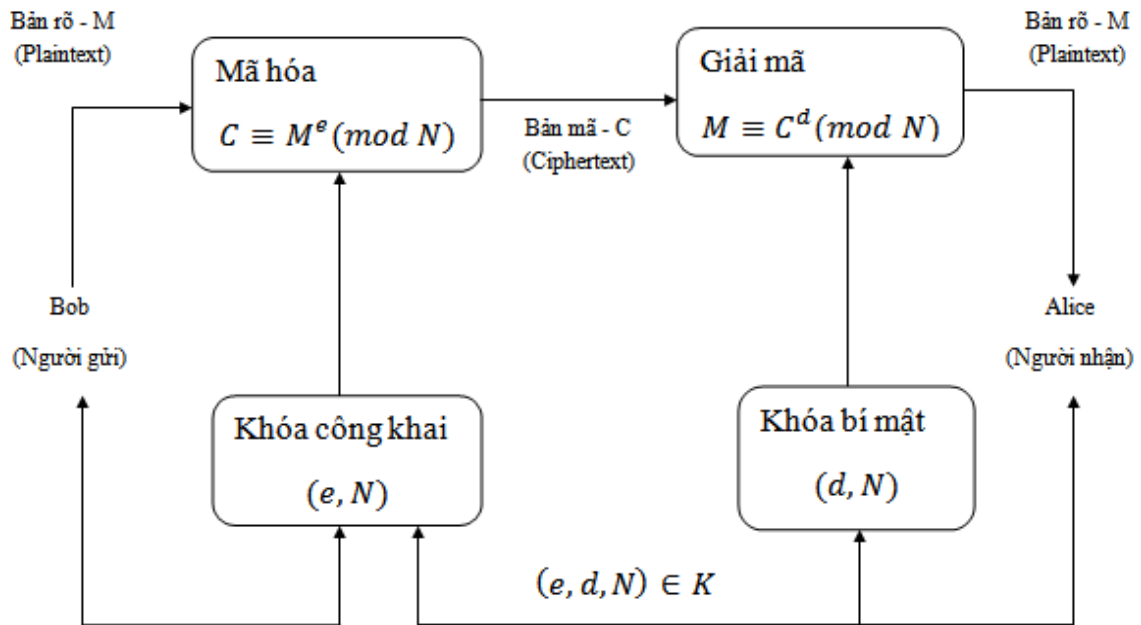 Bản rõ - M
(Plaintext)
Mã hóa
C ≡ M^e (mod N)
Bản mã - C
(Ciphertext)
Giải mã
M ≡ C^d (mod N)
Bản rõ - M
(Plaintext)
Bob
(Người gửi)
Alice
(Người nhận)
Khóa công khai
(e, N)
Khóa bí mật
(d, N)
(e, d, N) ∈ K